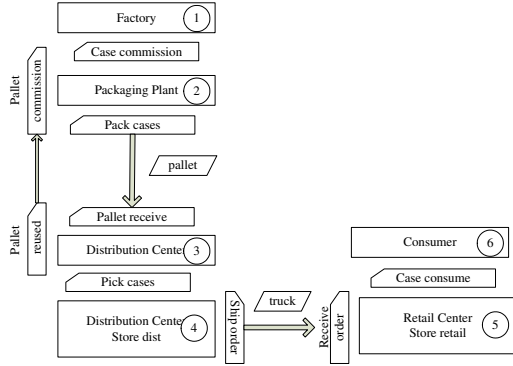 Factory 1
Case commission
Pallet
commission
Packaging Plant 2
Pack cases
pallet
Pallet
reused
Pallet receive
Distribution Cente 3
Pick cases
Distribution Cente
Store dist
4
Ship order
truck
Receive
order
Consumer 6
Case consume
Retail Center
Store retail
5